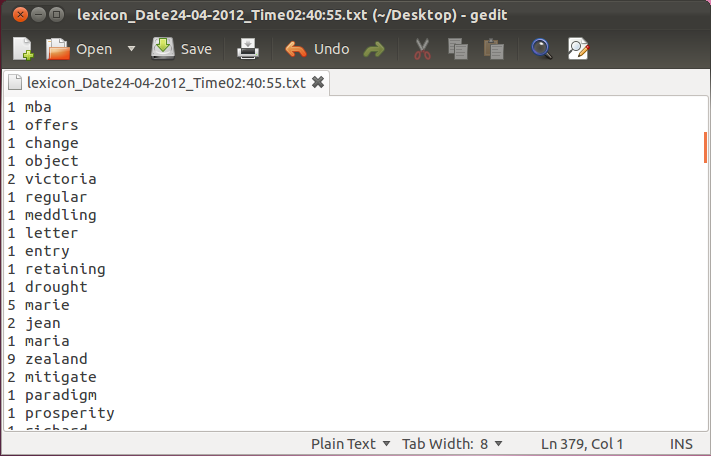 lexicon_Date24-04-2012_Time02:40:55.txt (~/Desktop) - gedit
Open Save Undo
lexicon_Date24-04-2012_Time02:40:55.txt
1 mba
1 offers
1 change
1 object
2 victoria
1 regular
1 meddling
1 letter
1 entry
1 retaining
1 drought
5 marie
2 jean
1 maria
9 zealand
2 mitigate
1 paradigm
1 prosperity
1 richard
Plain Text Tab Width: 8 Ln 379, Col 1 INS